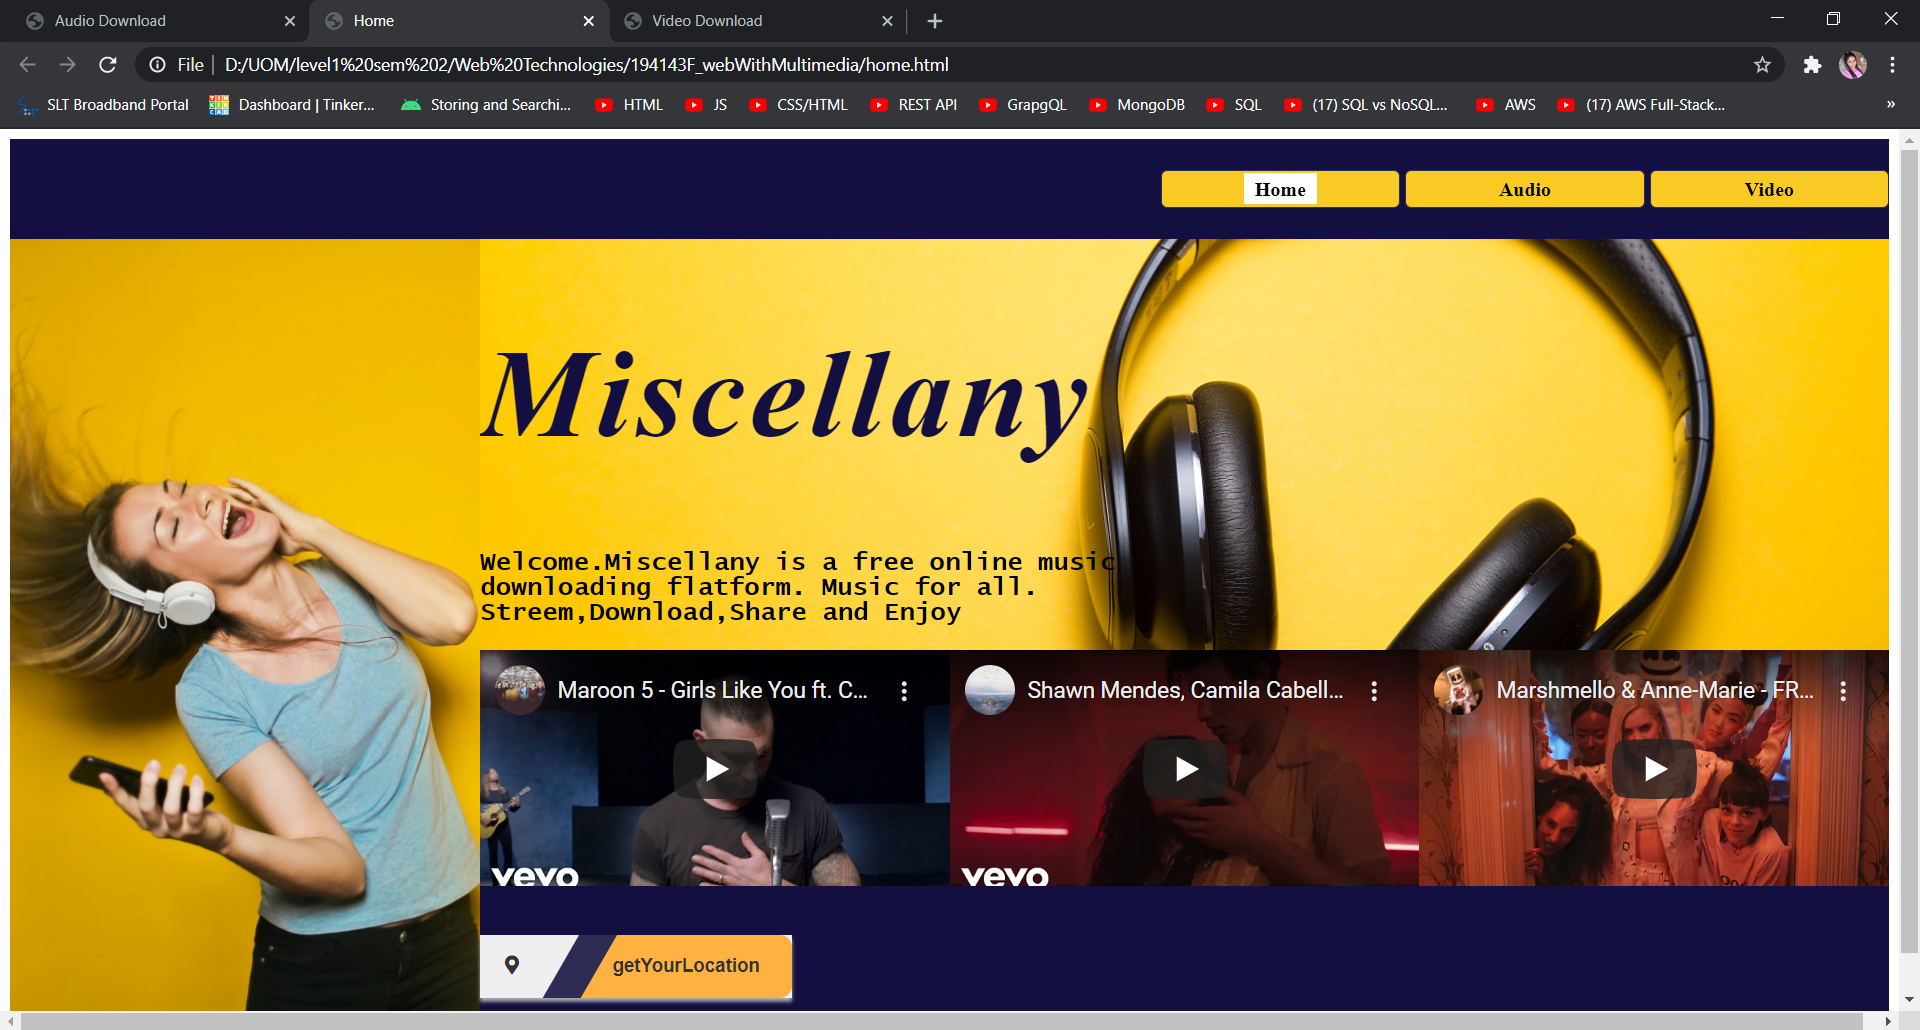 Audio Download
Home
Video Download
File | D:/UOM/level1%20sem%202/Web%20Technologies/194143F_webWithMultimedia/home.html
SLT Broadband Portal
Dashboard | Tinker...
Storing and Searchi...
HTML
JS
CSS/HTML
REST API
GrapgQL
MongoDB
SQL
(17) SQL vs NoSQL...
AWS
(17) AWS Full-Stack...
»
Home
Audio
Video
Miscellany
Welcome.Miscellany is a free online music
downloading flatform. Music for all.
Streem,Download,Share and Enjoy
Maroon 5 - Girls Like You ft. C...
Shawn Mendes, Camila Cabell...
Marshmello & Anne-Marie - FR...
vevo
vevo
getYourLocation